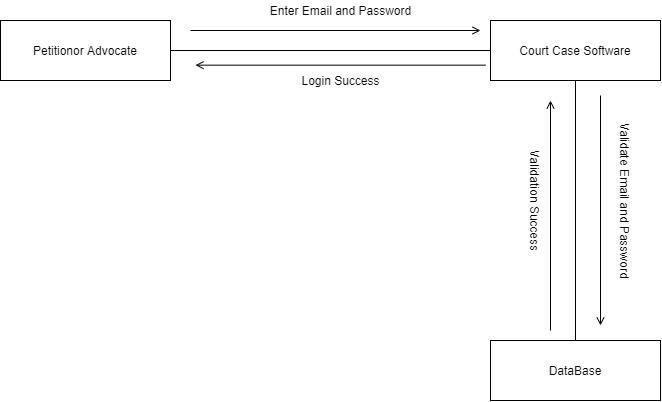 Enter Email and Password
Petitionor Advocate
Court Case Software
Login Success
Validation Success
Validate Email and Password
DataBase